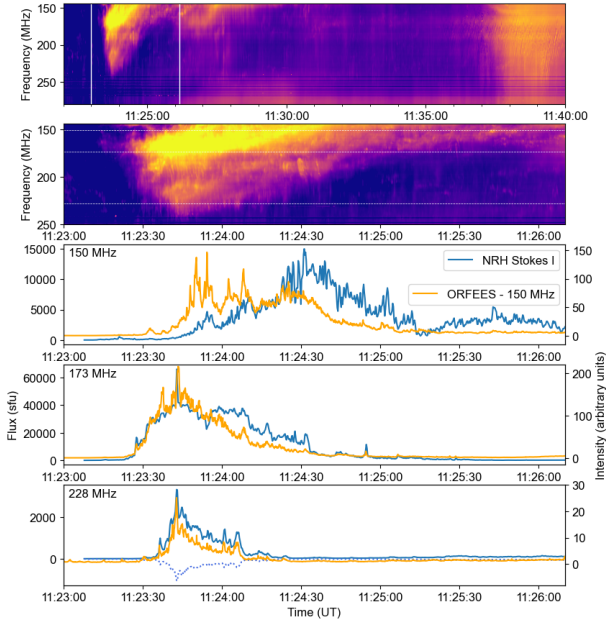 Frequency (MHz)
150
200
250
11:25:00 11:30:00 11:35:00 11:40:00
Frequency (MHz)
150
200
250
11:23:00 11:23:30 11:24:00 11:24:30 11:25:00 11:25:30 11:26:00
150 MHz
NRH Stokes I
ORFEES - 150 MHz
15000
10000
5000
0
150
100
50
0
11:23:00 11:23:30 11:24:00 11:24:30 11:25:00 11:25:30 11:26:00
173 MHz
Flux (sfu)
60000
40000
20000
0
200
100
0
Intensity (arbitrary units)
11:23:00 11:23:30 11:24:00 11:24:30 11:25:00 11:25:30 11:26:00
228 MHz
2000
0
30
20
10
0
11:23:00 11:23:30 11:24:00 11:24:30 11:25:00 11:25:30 11:26:00
Time (UT)